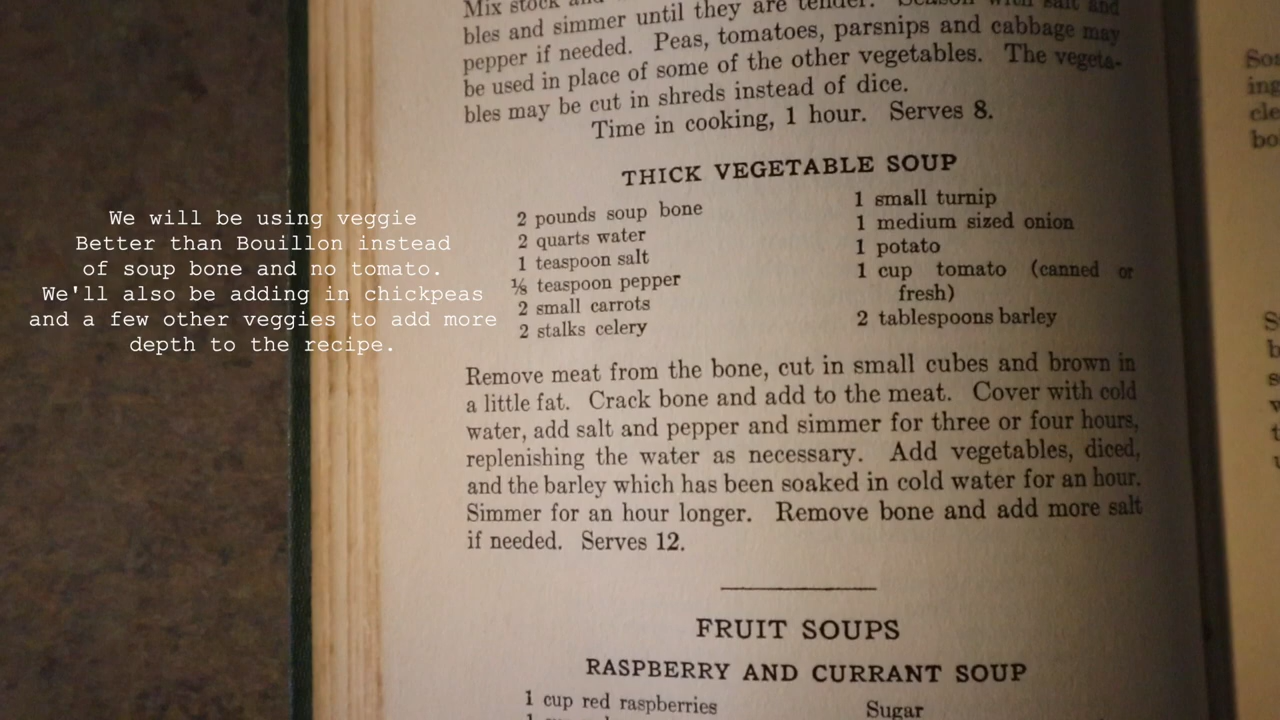 Mix stock and
bles and simmer until they are tender. Season with salt and
pepper if needed. Peas, tomatoes, parsnips and cabbage may
be used in place of some of the other vegetables. The vegeta-
bles may be cut in shreds instead of dice.
Time in cooking, 1 hour. Serves 8.
THICK VEGETABLE SOUP
2 pounds soup bone
2 quarts water
1 teaspoon salt
⅛ teaspoon pepper
2 small carrots
2 stalks celery
1 small turnip
1 medium sized onion
1 potato
1 cup tomato (canned or
fresh)
2 tablespoons barley
Remove meat from the bone, cut in small cubes and brown in
a little fat. Crack bone and add to the meat. Cover with cold
water, add salt and pepper and simmer for three or four hours,
replenishing the water as necessary. Add vegetables, diced,
and the barley which has been soaked in cold water for an hour.
Simmer for an hour longer. Remove bone and add more salt
if needed. Serves 12.
FRUIT SOUPS
RASPBERRY AND CURRANT SOUP
1 cup red raspberries
Sugar
We will be using veggie
Better than Bouillon instead
of soup bone and no tomato.
We'll also be adding in chickpeas
and a few other veggies to add more
depth to the recipe.